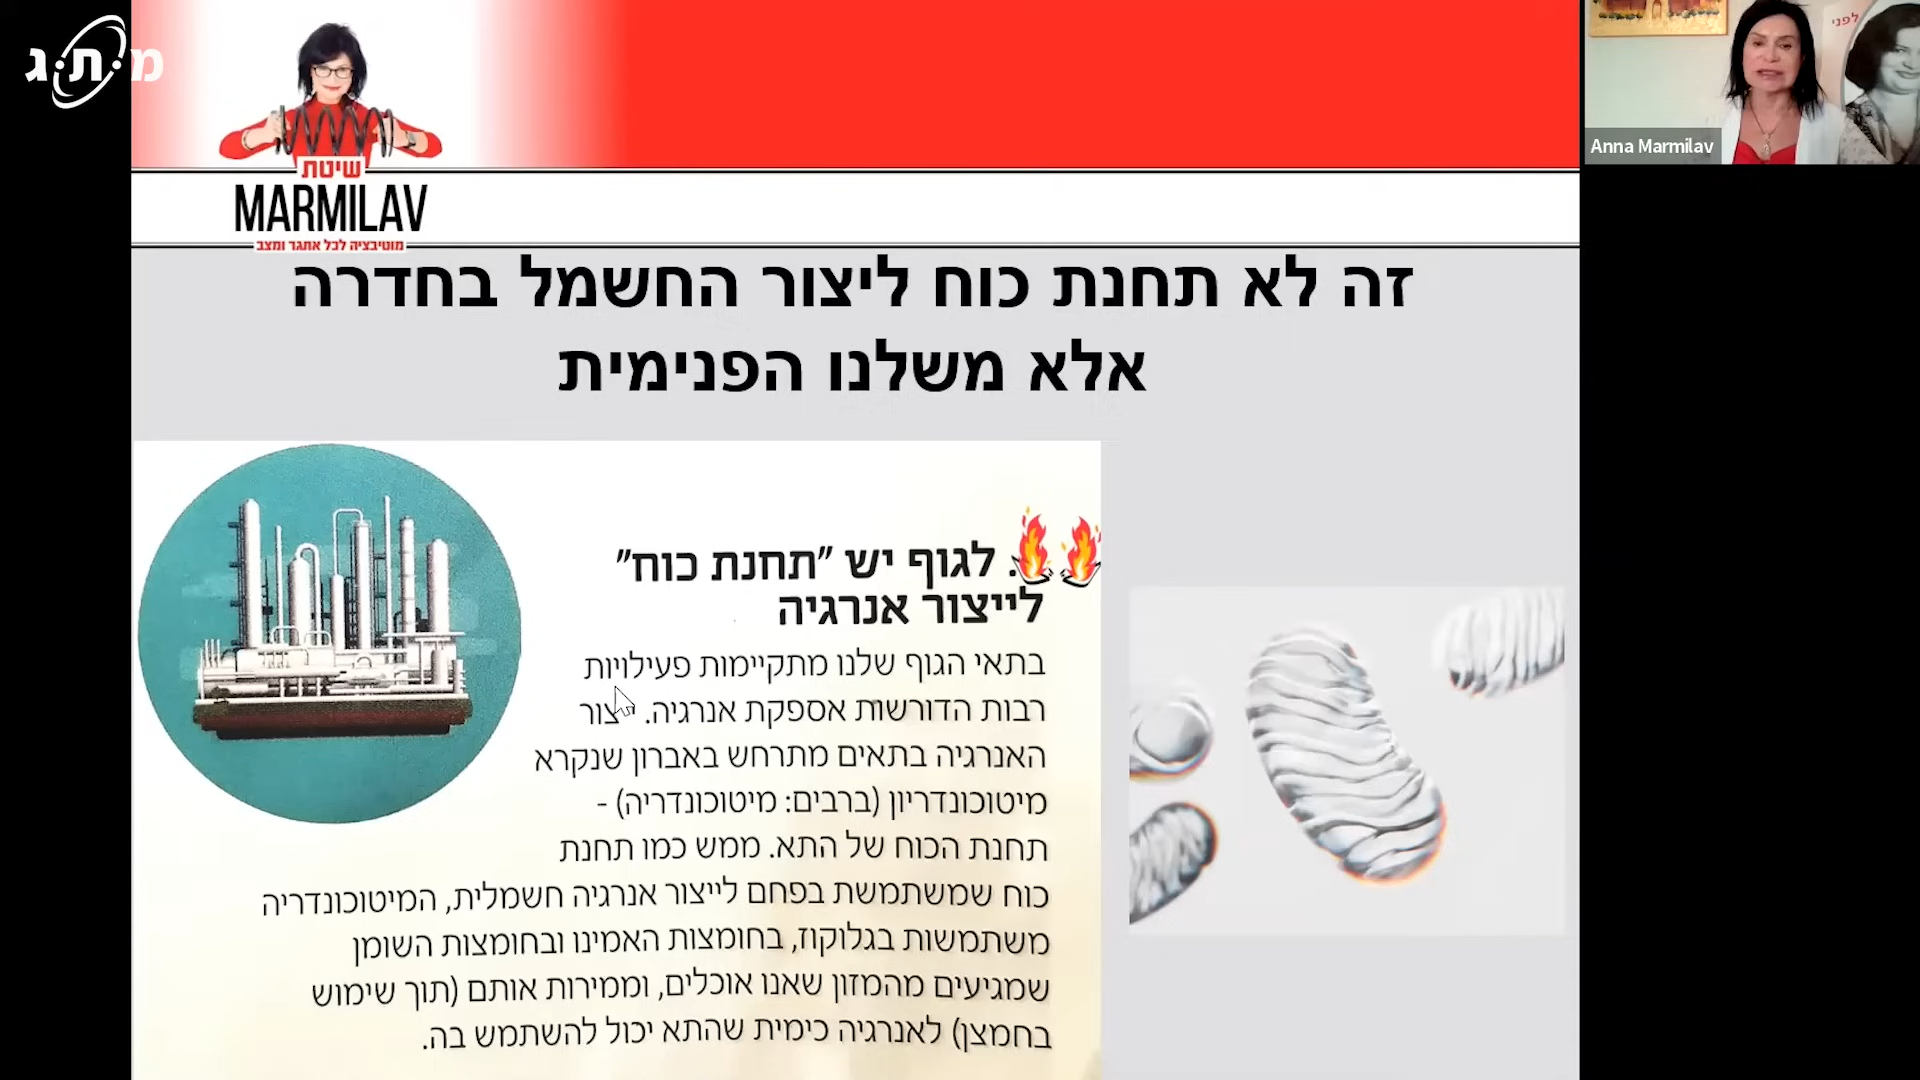 מ.ת.ג
שיטת
MARMILAV
מוטיבציה לכל אתגר ומצב
לפני
Anna Marmilav
זה לא תחנת כוח ליצור החשמל בחדרה
אלא משלנו הפנימית
. לגוף יש "תחנת כוח"
לייצור אנרגיה
בתאי הגוף שלנו מתקיימות פעילויות
רבות הדורשות אספקת אנרגיה. יצור
האנרגיה בתאים מתרחש באברון שנקרא
מיטוכונדריון (ברבים: מיטוכונדריה) -
תחנת הכוח של התא. ממש כמו תחנת
כוח שמשתמשת בפחם לייצור אנרגיה חשמלית, המיטוכונדריה
משתמשות בגלוקוז, בחומצות האמינו ובחומצות השומן
שמגיעים מהמזון שאנו אוכלים, וממירות אותם (תוך שימוש
בחמצן) לאנרגיה כימית שהתא יכול להשתמש בה.